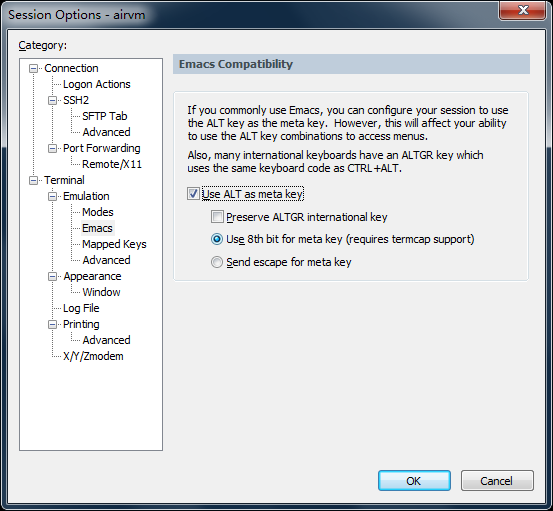 Session Options - airvm
Category:
Connection
Logon Actions
SSH2
SFTP Tab
Advanced
Port Forwarding
Remote/X11
Terminal
Emulation
Modes
Emacs
Mapped Keys
Advanced
Appearance
Window
Log File
Printing
Advanced
X/Y/Zmodem
Emacs Compatibility
If you commonly use Emacs, you can configure your session to use
the ALT key as the meta key.  However, this will affect your ability
to use the ALT key combinations to access menus.
Also, many international keyboards have an ALTGR key which
uses the same keyboard code as CTRL+ALT.
Use ALT as meta key
Preserve ALTGR international key
Use 8th bit for meta key (requires termcap support)
Send escape for meta key
OK
Cancel